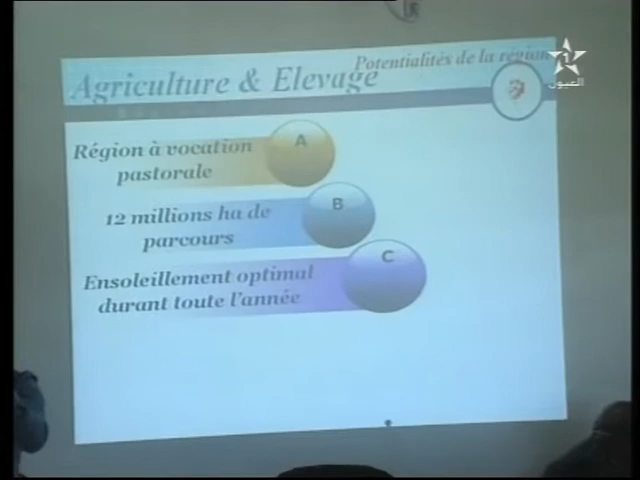 Potentialités de la région
Agriculture & Elevage
Région à vocation
pastorale
A
12 millions ha de
parcours
B
Ensoleillement optimal
durant toute l'année
C
العيون